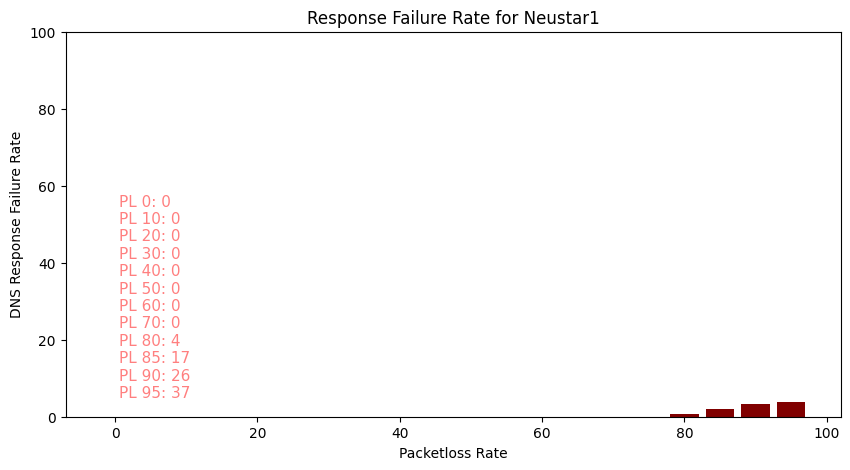 Response Failure Rate for Neustar1
100
80
60
40
20
0
DNS Response Failure Rate
PL 0: 0
PL 10: 0
PL 20: 0
PL 30: 0
PL 40: 0
PL 50: 0
PL 60: 0
PL 70: 0
PL 80: 4
PL 85: 17
PL 90: 26
PL 95: 37
0 20 40 60 80 100
Packetloss Rate